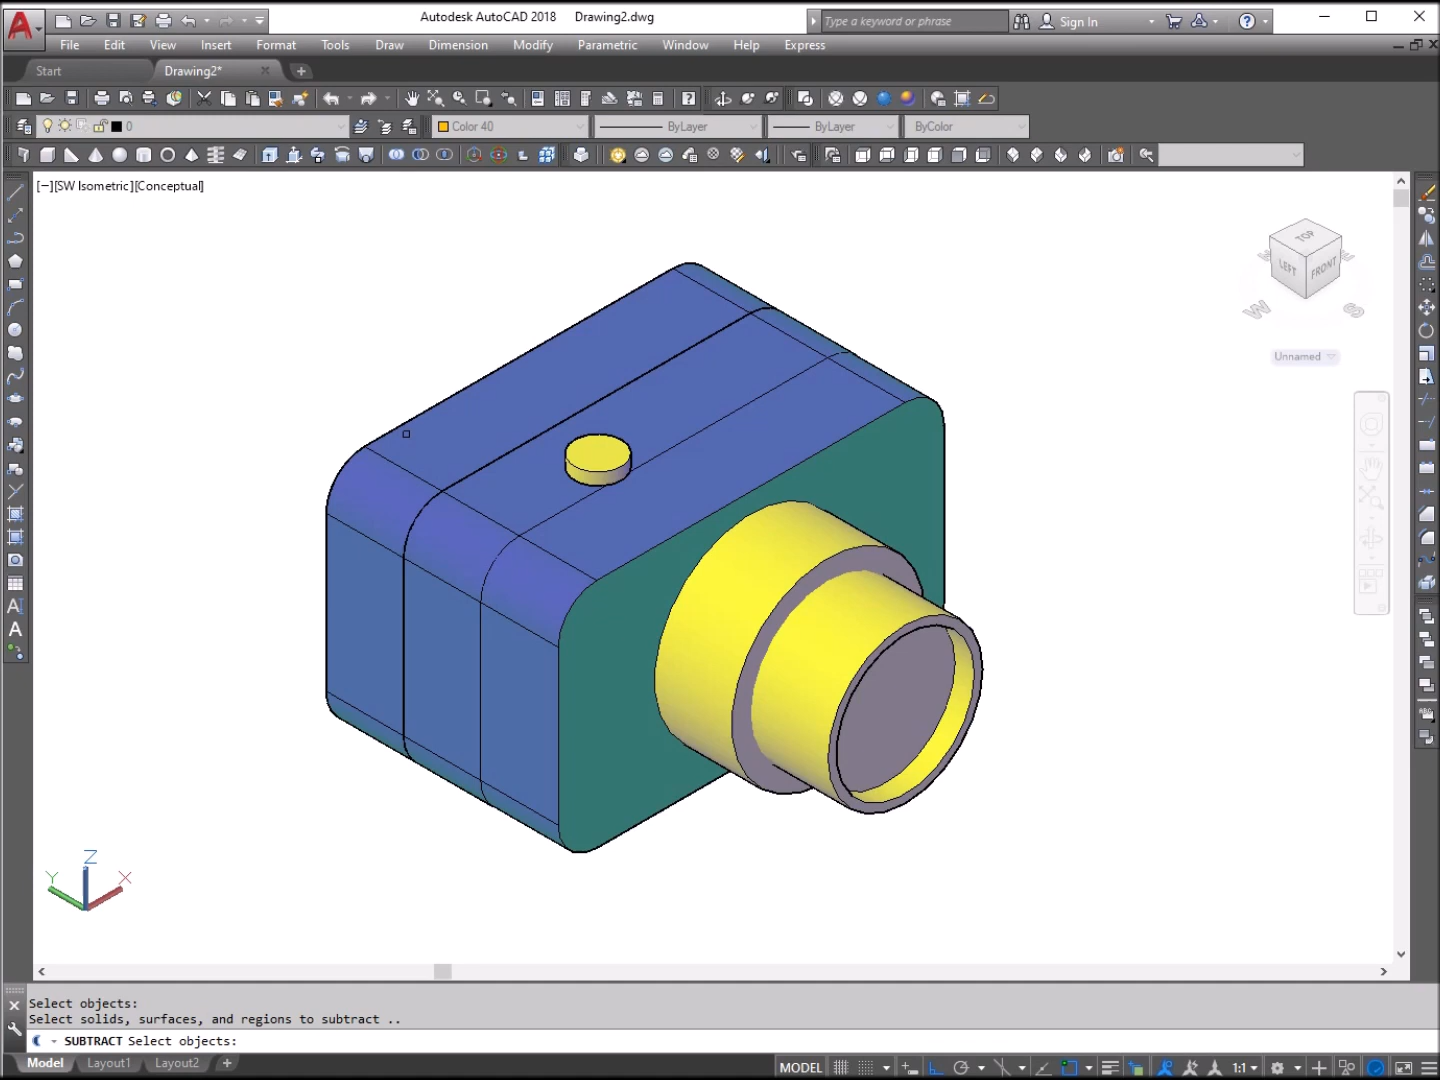 Autodesk AutoCAD 2018 Drawing2.dwg
Type a keyword or phrase
Sign In
File Edit View Insert Format Tools Draw Dimension Modify Parametric Window Help Express
Start
Drawing2*
0
Color 40
ByLayer
ByLayer
ByColor
[−][SW Isometric][Conceptual]
TOP
LEFT
FRONT
W
S
E
Unnamed
A
A
Z
Y
X
Select objects:
Select solids, surfaces, and regions to subtract ..
SUBTRACT Select objects:
Model Layout1 Layout2 +
MODEL
1:1